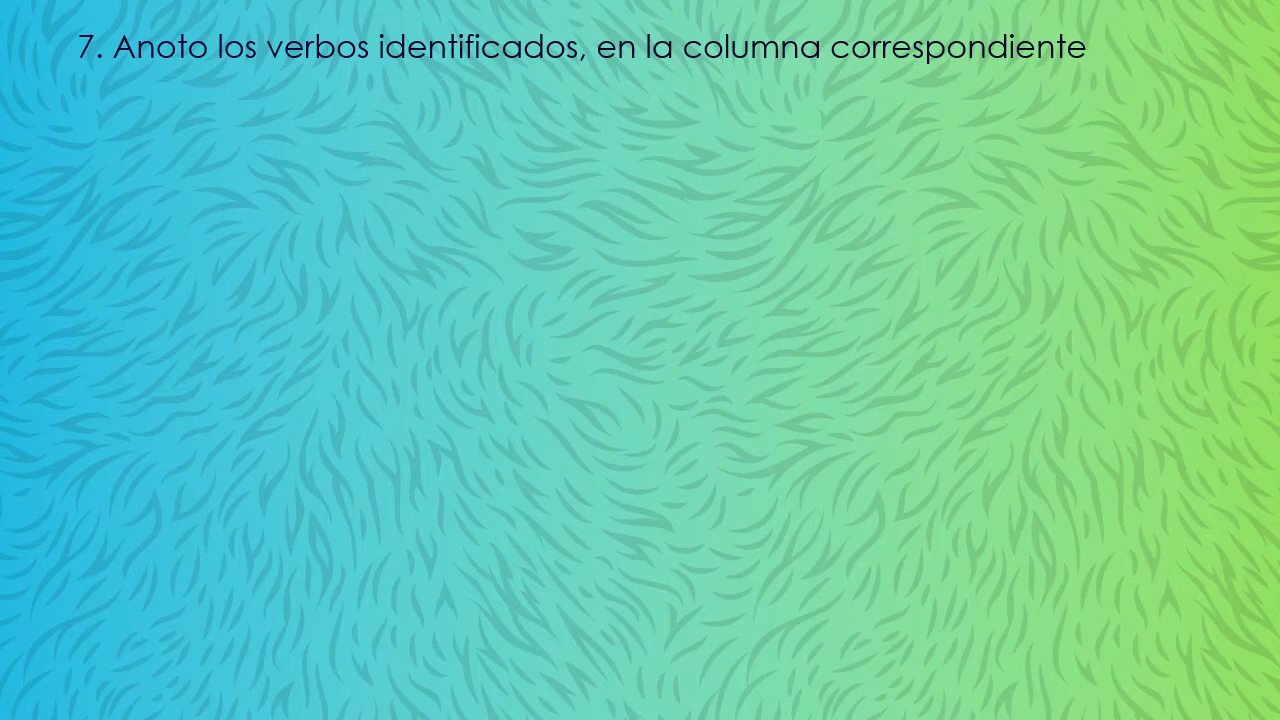 7. Anoto los verbos identificados, en la columna correspondiente